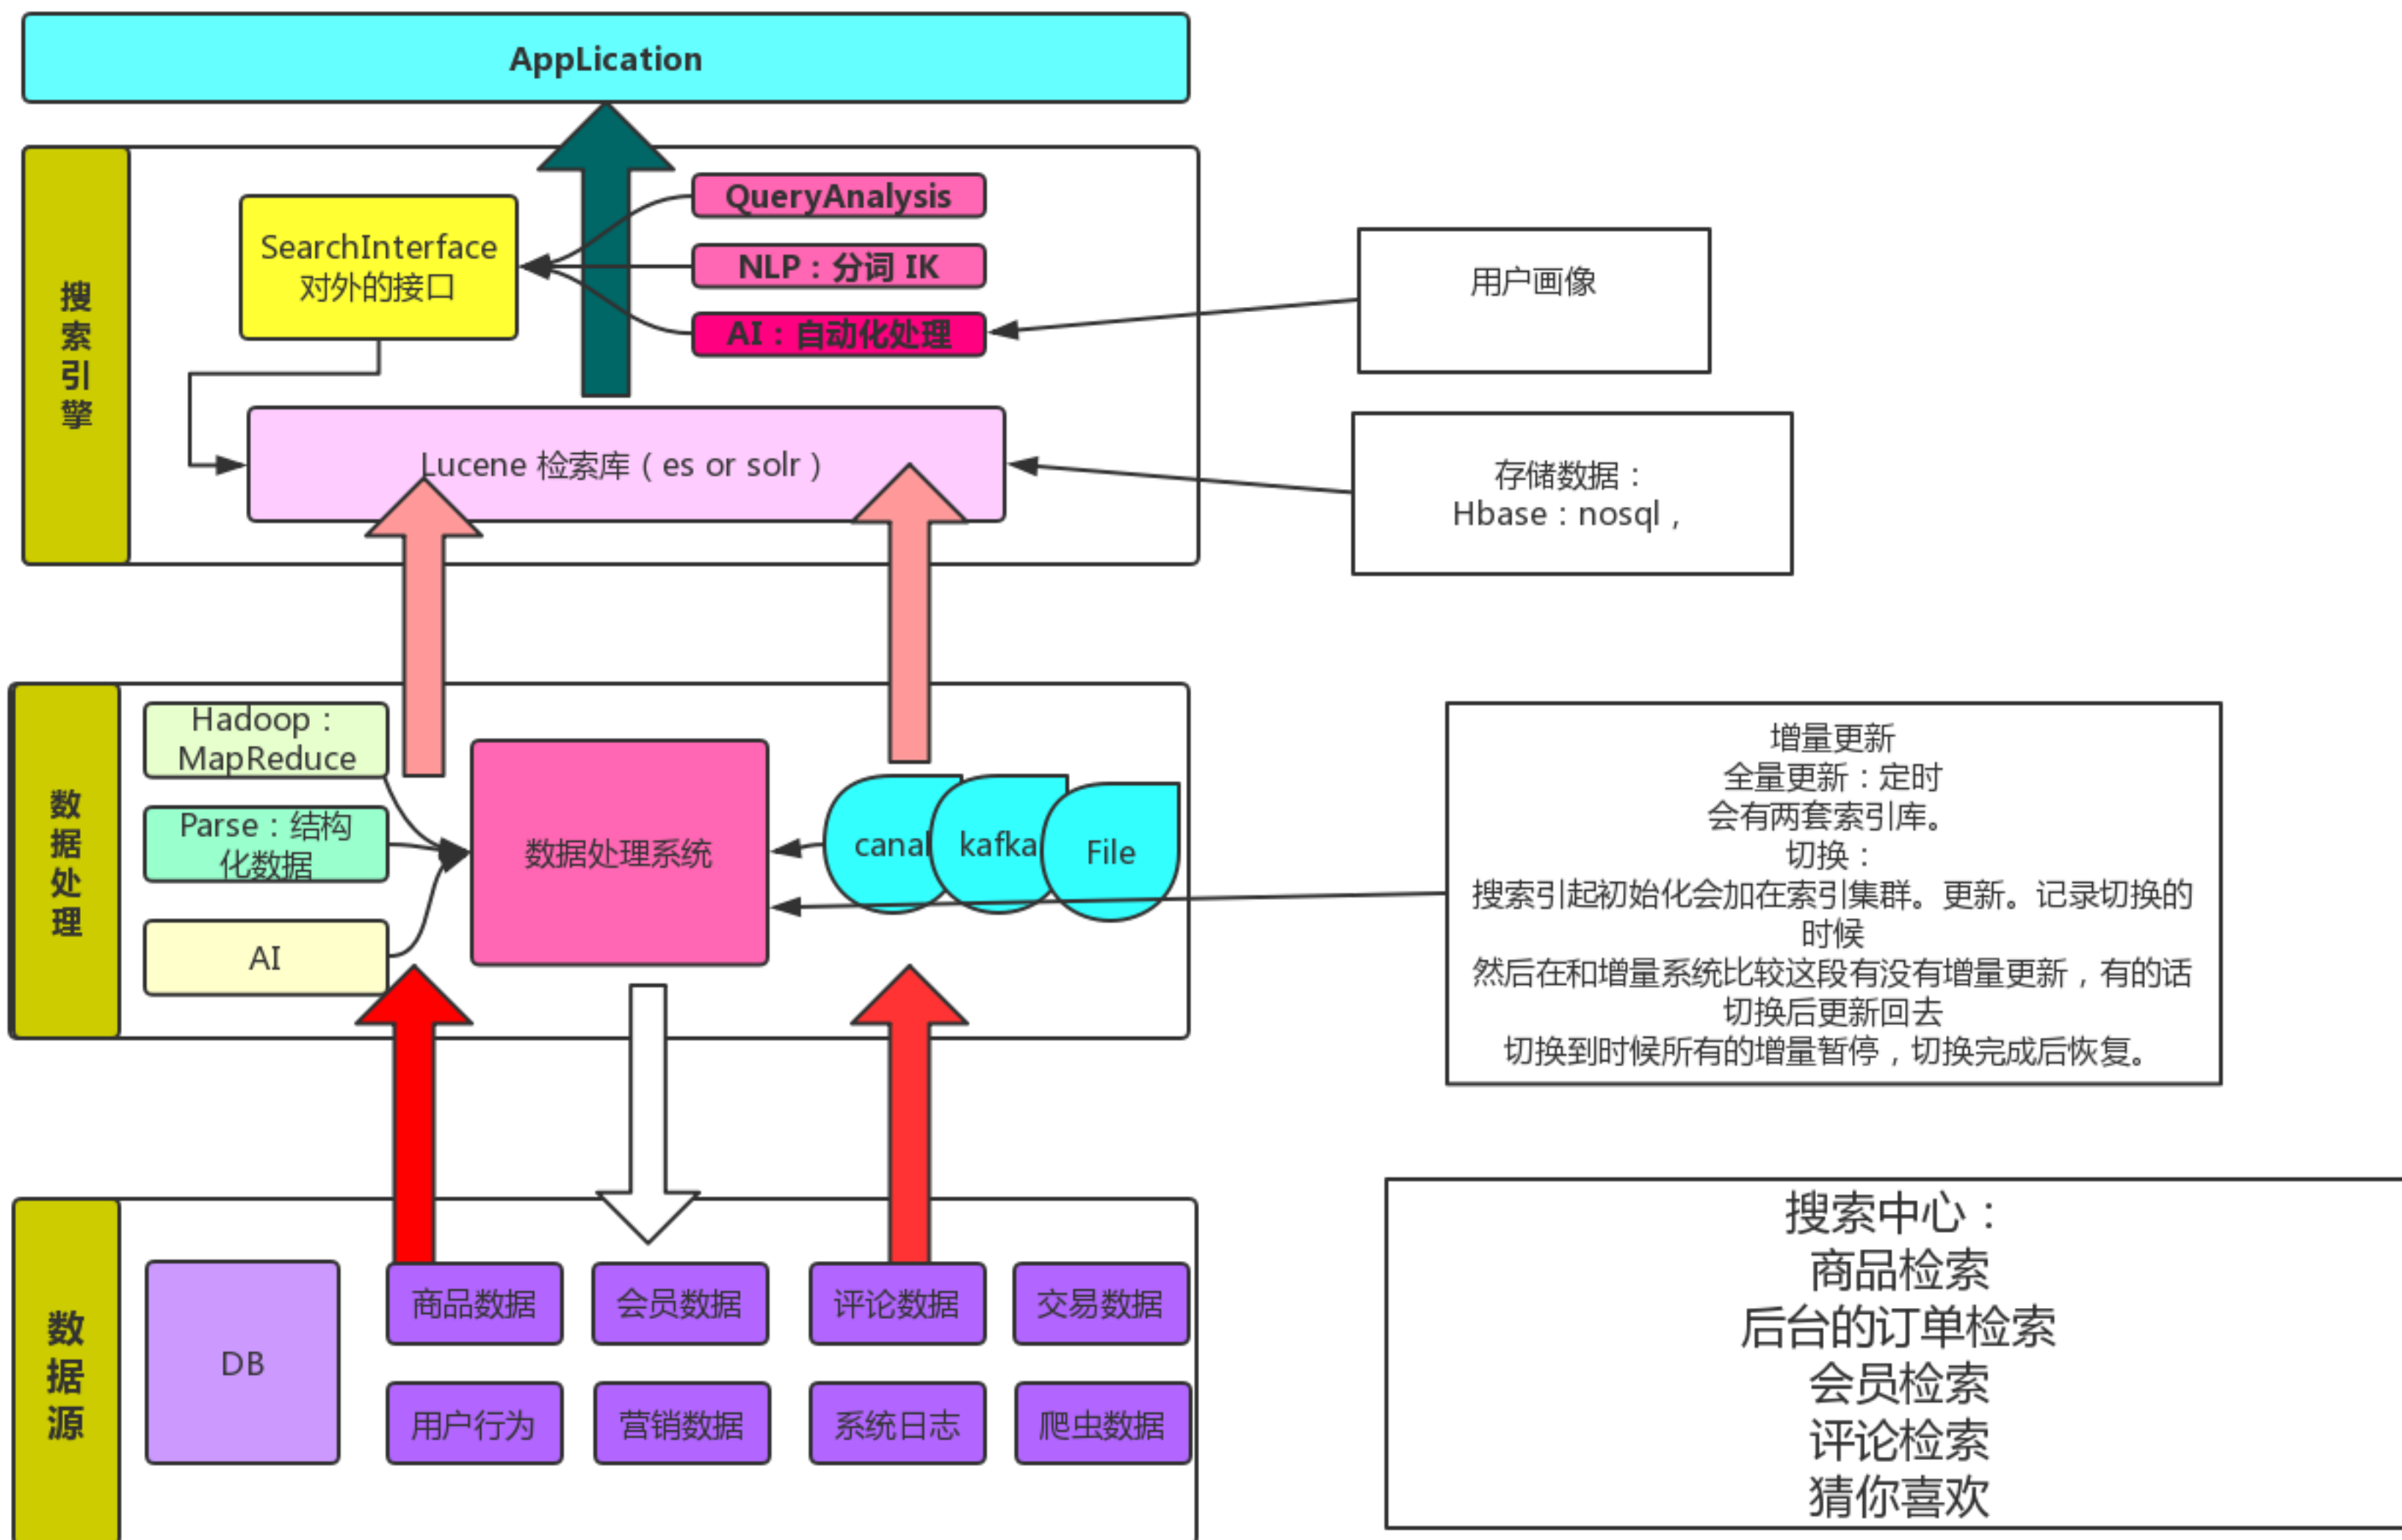 AppLication
搜
索
引
擎
SearchInterface
对外的接口
QueryAnalysis
NLP：分词 IK
AI：自动化处理
Lucene 检索库（es or solr）
用户画像
存储数据：
Hbase：nosql，
数
据
处
理
Hadoop：
MapReduce
Parse：结构
化数据
AI
数据处理系统
canal
kafka
File
增量更新
全量更新：定时
会有两套索引库。
切换：
搜索引起初始化会加在索引集群。更新。记录切换的
时候
然后在和增量系统比较这段有没有增量更新，有的话
切换后更新回去
切换到时候所有的增量暂停，切换完成后恢复。
数
据
源
DB
商品数据
会员数据
评论数据
交易数据
用户行为
营销数据
系统日志
爬虫数据
搜索中心：
商品检索
后台的订单检索
会员检索
评论检索
猜你喜欢